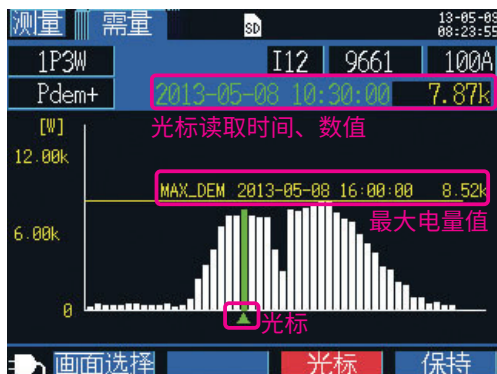 测量 需量 SD 13-05-09
08:23:55
1P3W I12 9661 100A
Pdem+ 2013-05-08 10:30:00 7.87k
[W] 光标读取时间、数值
12.00k
MAX_DEM 2013-05-08 16:00:00 8.52k
最大电量值
6.00k
0
光标
画面选择 光标 保持